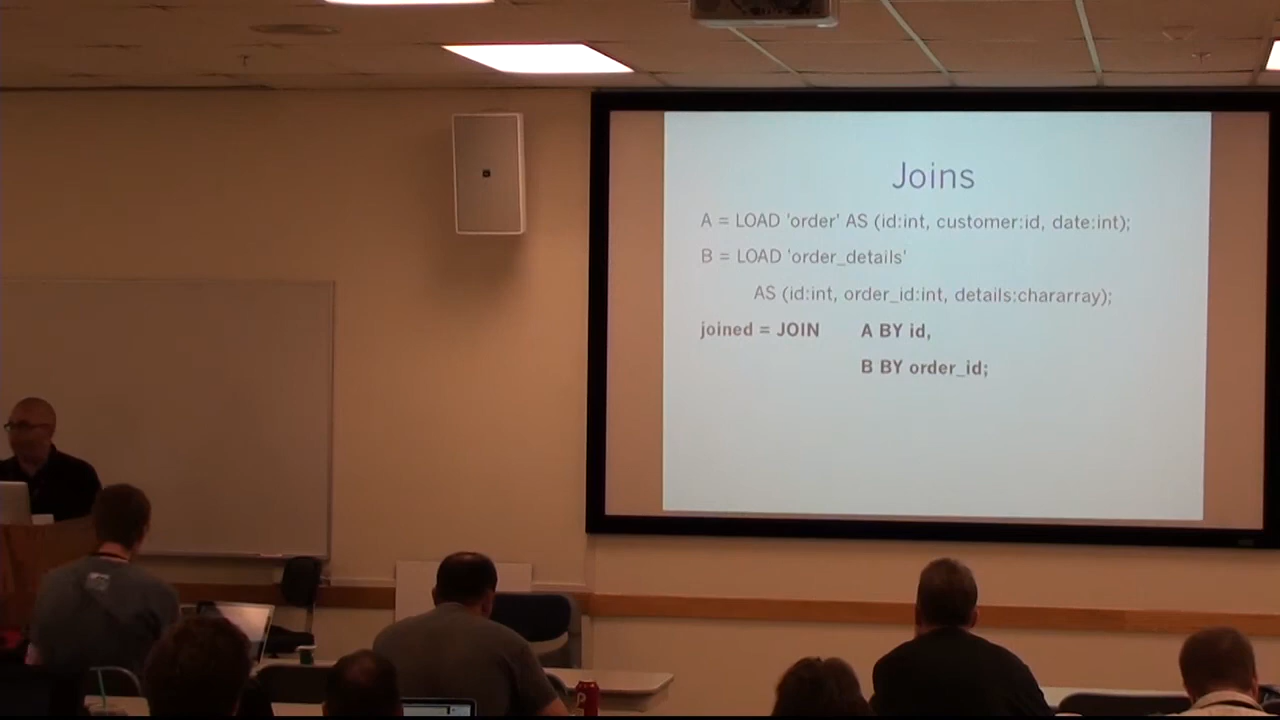 Joins
A = LOAD 'order' AS (id:int, customer:id, date:int);
B = LOAD 'order_details'
AS (id:int, order_id:int, details:chararray);
joined = JOIN A BY id,
B BY order_id;